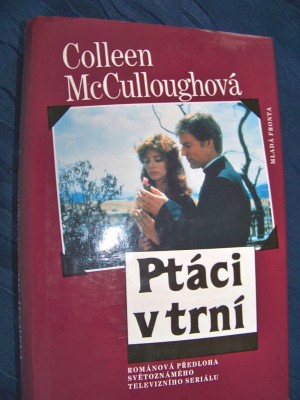 Colleen
McCulloughová
MLADÁ FRONTA
Ptáci
v trní
ROMÁNOVÁ PŘEDLOHA
SVĚTOZNÁMÉHO
TELEVIZNÍHO SERIÁLU